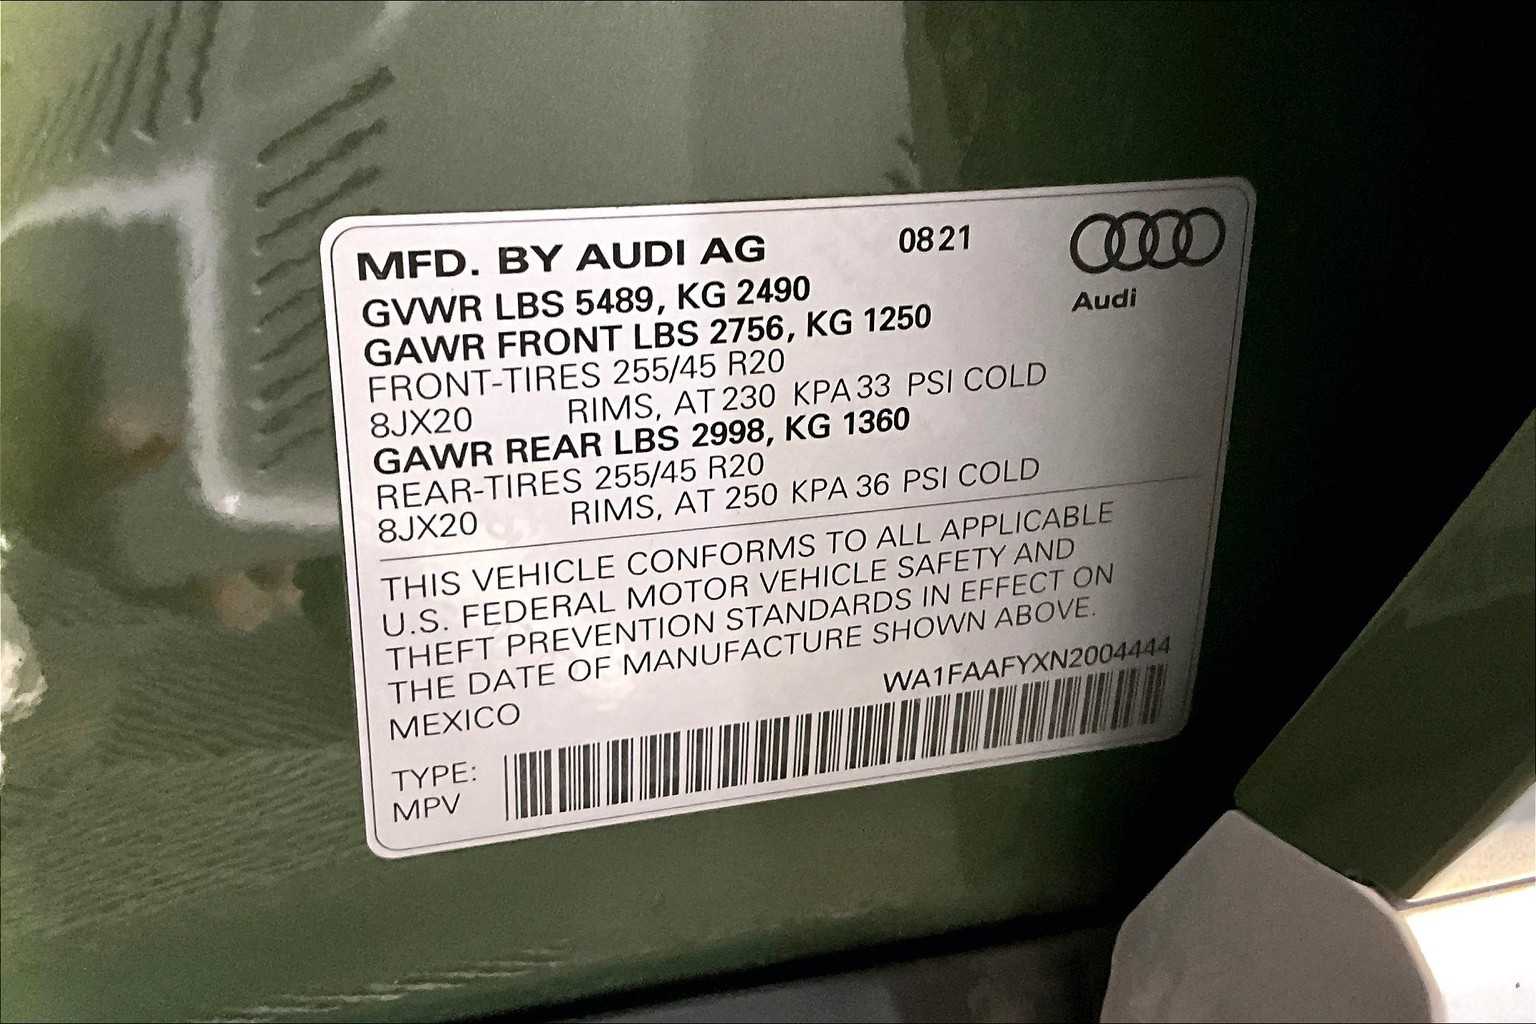 MFD. BY AUDI AG 0821
Audi
GVWR LBS 5489, KG 2490
GAWR FRONT LBS 2756, KG 1250
FRONT-TIRES 255/45 R20
8JX20 RIMS, AT 230 KPA 33 PSI COLD
GAWR REAR LBS 2998, KG 1360
REAR-TIRES 255/45 R20
8JX20 RIMS, AT 250 KPA 36 PSI COLD
THIS VEHICLE CONFORMS TO ALL APPLICABLE
U.S. FEDERAL MOTOR VEHICLE SAFETY AND
THEFT PREVENTION STANDARDS IN EFFECT ON
THE DATE OF MANUFACTURE SHOWN ABOVE.
MEXICO WA1FAAFYXN2004444
TYPE:
MPV